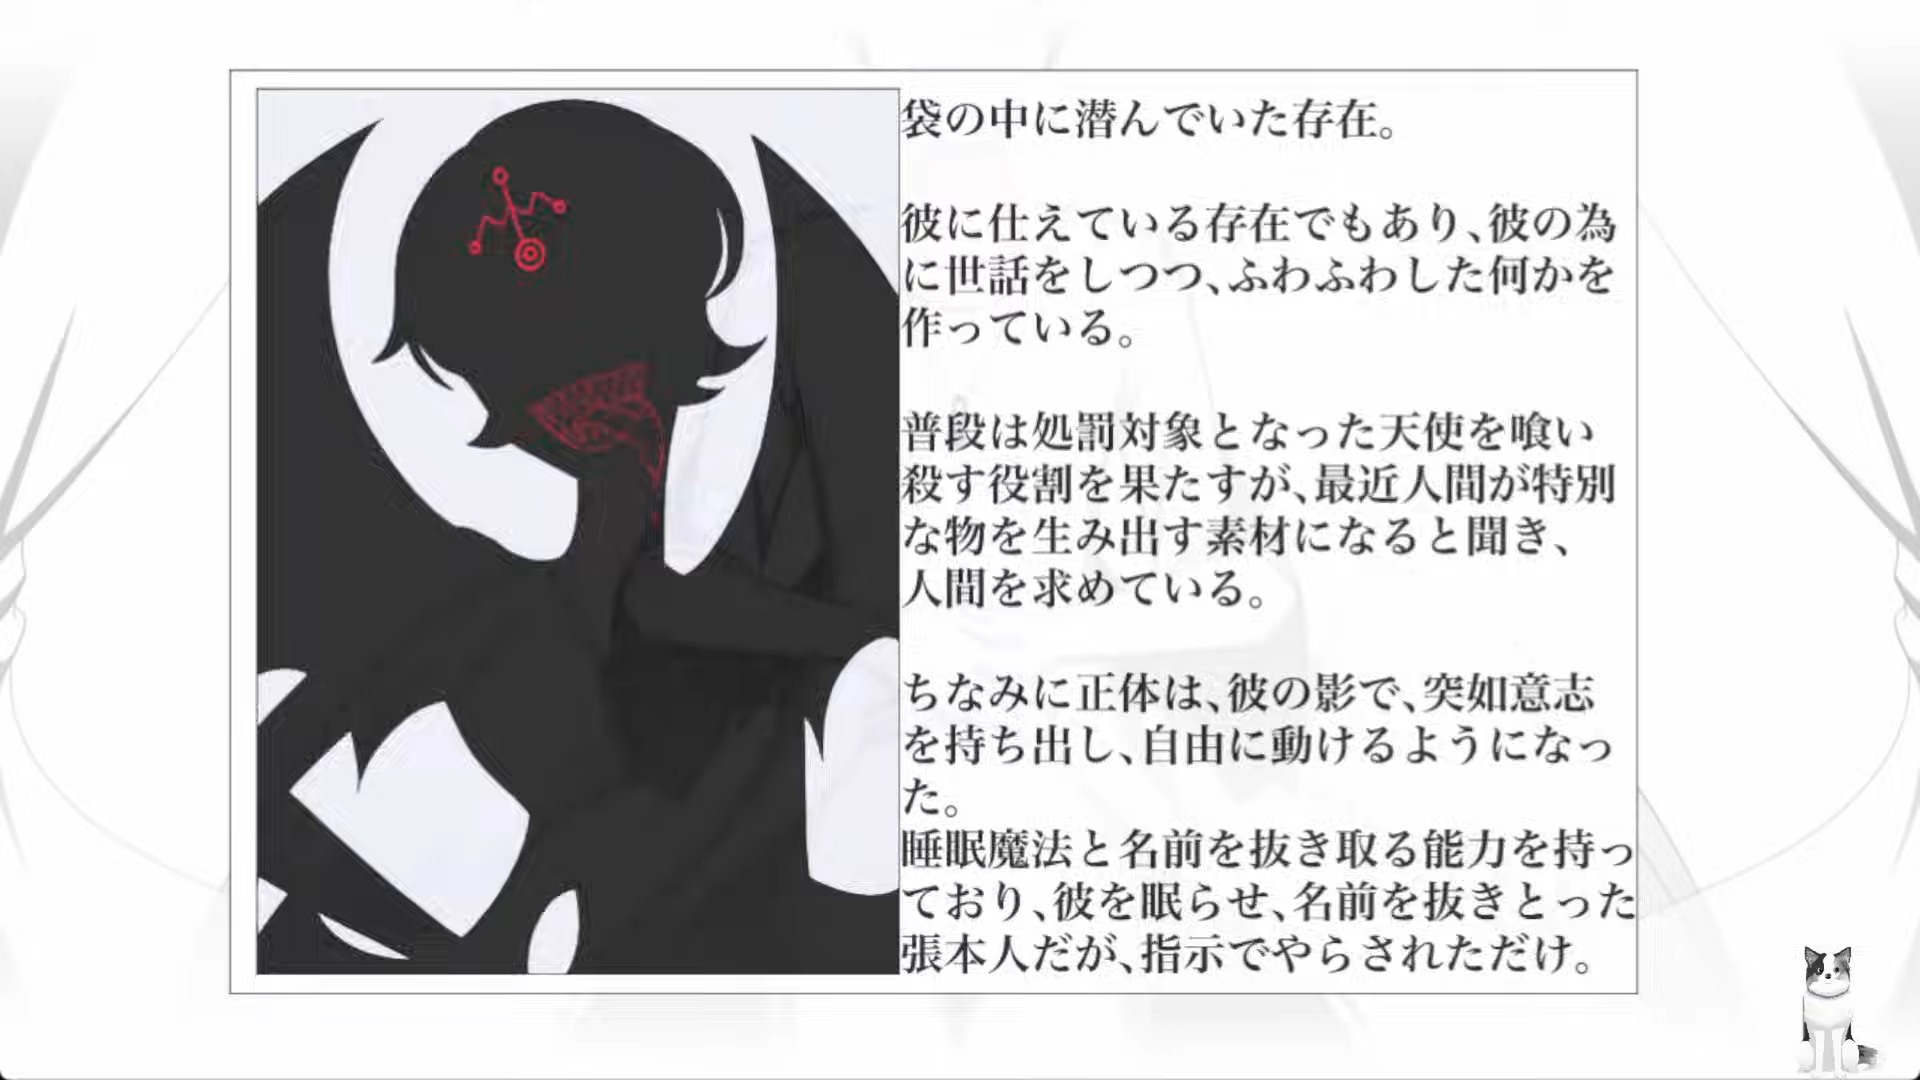 袋の中に潜んでいた存在。
彼に仕えている存在でもあり、彼の為
に世話をしつつ、ふわふわした何かを
作っている。
普段は処罰対象となった天使を喰い
殺す役割を果たすが、最近人間が特別
な物を生み出す素材になると聞き、
人間を求めている。
ちなみに正体は、彼の影で、突如意志
を持ち出し、自由に動けるようになっ
た。
睡眠魔法と名前を抜き取る能力を持っ
ており、彼を眠らせ、名前を抜きとった
張本人だが、指示でやらされただけ。